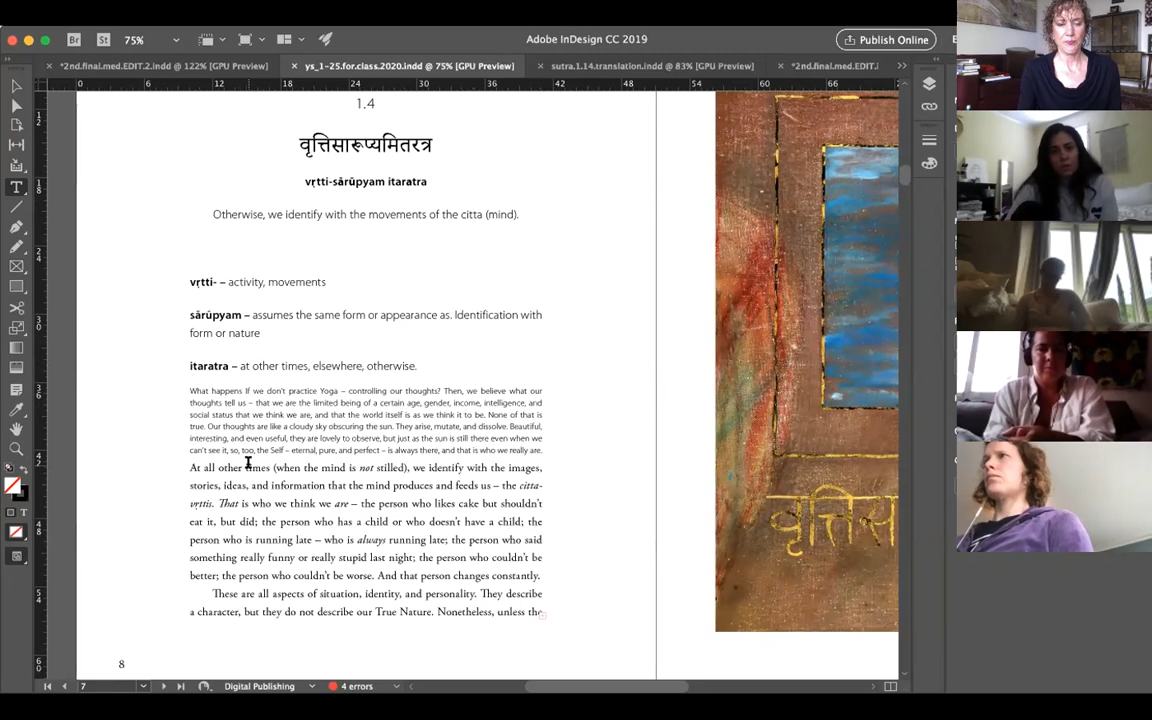 Br St 75% Adobe InDesign CC 2019 Publish Online
*2nd.final.med.EDIT.2.indd @ 122% [GPU Preview] ys_1-25.for.class.2020.indd @ 75% [GPU Preview] sutra.1.14.translation.indd @ 83% [GPU Preview] *2nd.final.med.EDIT.
0 6 12 18 24 30 36 42 48 54 60 66 72
1.4
वृत्तिसारूप्यमितरत्र
vṛtti-sārūpyam itaratra
Otherwise, we identify with the movements of the citta (mind).
vṛtti- – activity, movements
sārūpyam – assumes the same form or appearance as. Identification with
form or nature
itaratra – at other times, elsewhere, otherwise.
What happens If we don't practice Yoga – controlling our thoughts? Then, we believe what our
thoughts tell us – that we are the limited being of a certain age, gender, income, intelligence, and
social status that we think we are, and that the world itself is as we think it to be. None of that is
true. Our thoughts are like a cloudy sky obscuring the sun. They arise, mutate, and dissolve. Beautiful,
interesting, and even useful, they are lovely to observe, but just as the sun is still there even when we
can't see it, so, too, the Self – eternal, pure, and perfect – is always there, and that is who we really are.
At all other times (when the mind is not stilled), we identify with the images,
stories, ideas, and information that the mind produces and feeds us – the citta-
vṛttis. That is who we think we are – the person who likes cake but shouldn't
eat it, but did; the person who has a child or who doesn't have a child; the
person who is running late – who is always running late; the person who said
something really funny or really stupid last night; the person who couldn't be
better; the person who couldn't be worse. And that person changes constantly.
These are all aspects of situation, identity, and personality. They describe
a character, but they do not describe our True Nature. Nonetheless, unless the
8
वृत्तिस
7 Digital Publishing 4 errors